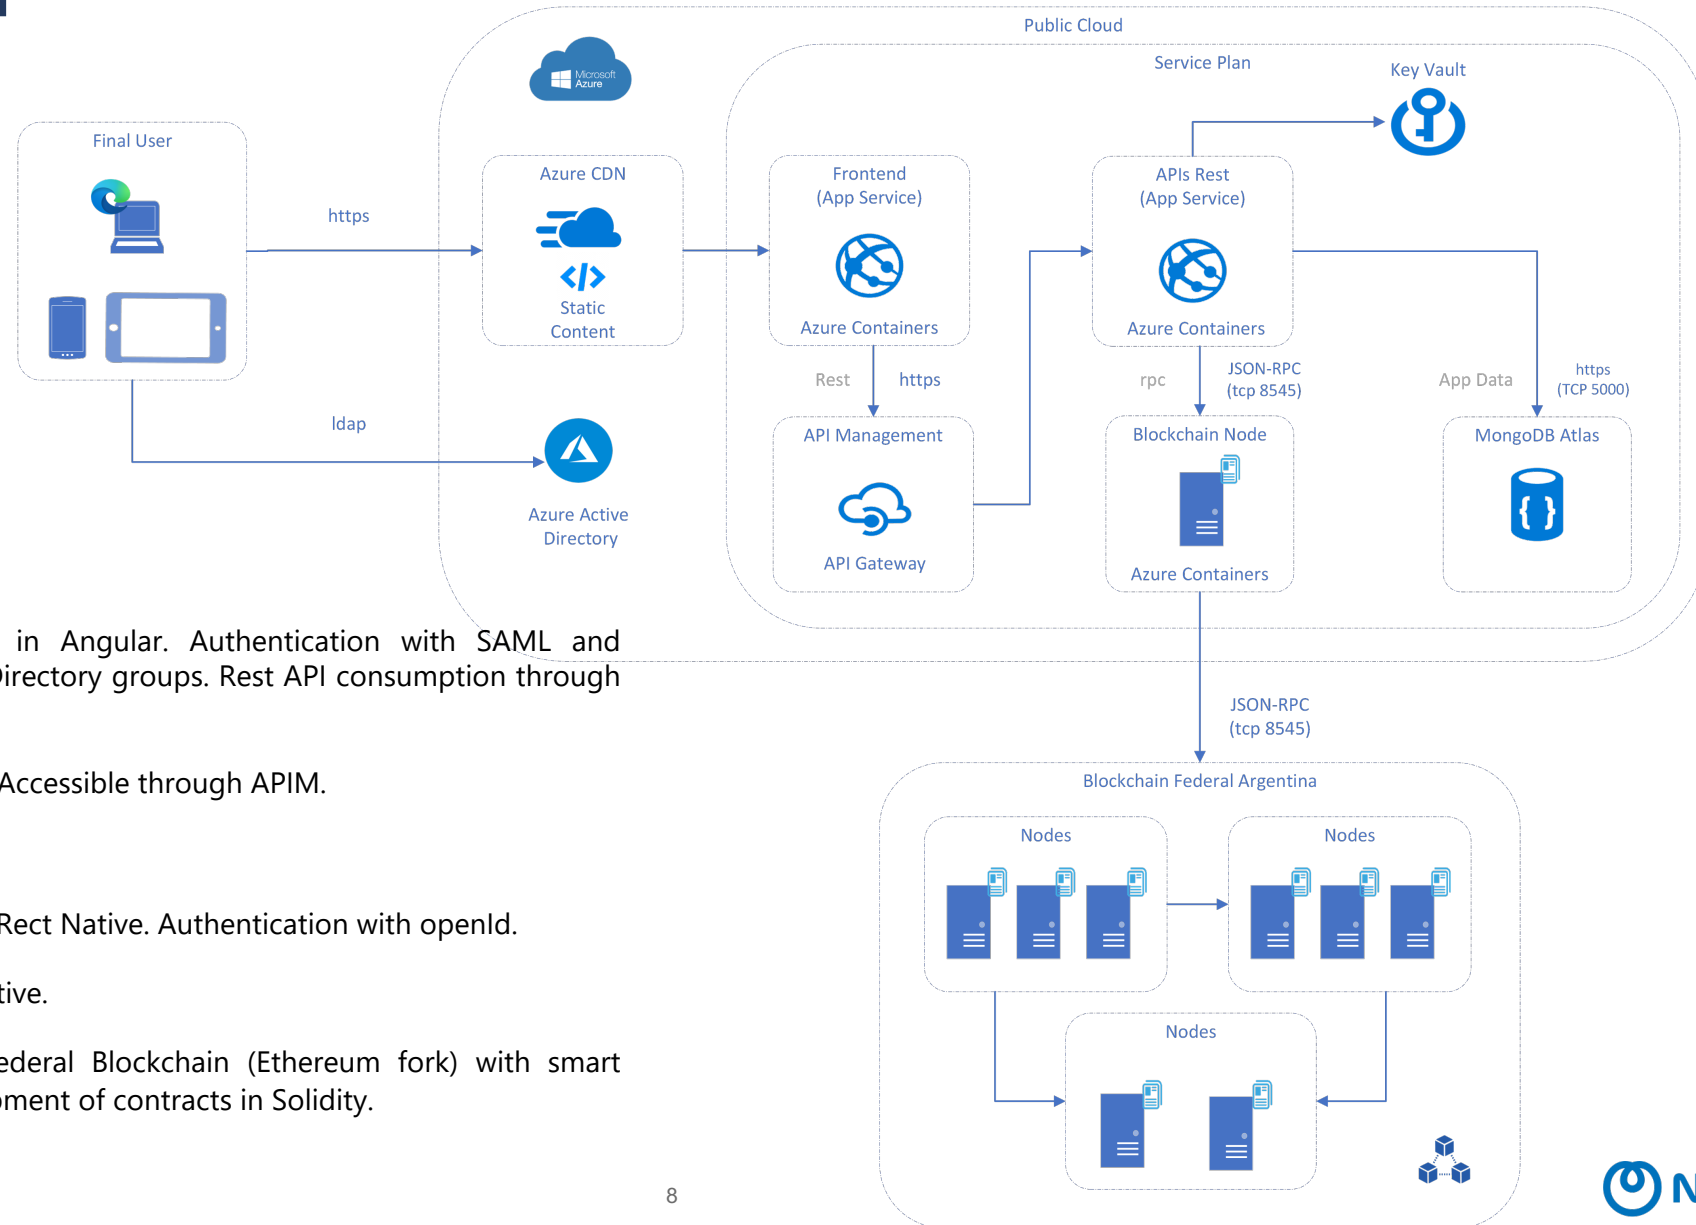 Public Cloud
Service Plan
Key Vault
Microsoft
Azure
Final User
Azure CDN
Frontend
(App Service)
APIs Rest
(App Service)
https
Static
Content
Azure Containers
Azure Containers
Rest
https
rpc
JSON-RPC
(tcp 8545)
App Data
https
(TCP 5000)
ldap
API Management
Blockchain Node
MongoDB Atlas
Azure Active
Directory
API Gateway
Azure Containers
in Angular. Authentication with SAML and
Directory groups. Rest API consumption through
JSON-RPC
(tcp 8545)
Accessible through APIM.
Blockchain Federal Argentina
Nodes
Nodes
Rect Native. Authentication with openId.
tive.
Nodes
ederal Blockchain (Ethereum fork) with smart
pment of contracts in Solidity.
8
N